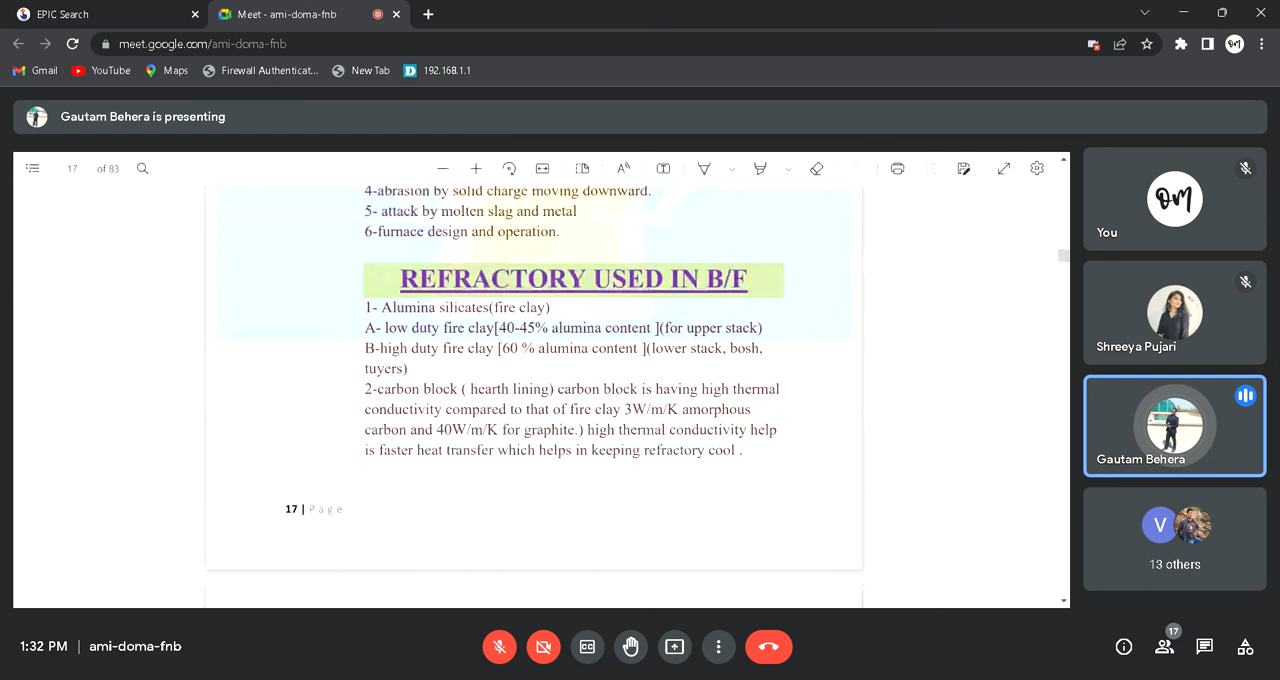 EPIC Search
Meet - ami-doma-fnb
meet.google.com/ami-doma-fnb
Gmail
YouTube
Maps
Firewall Authenticat...
New Tab
192.168.1.1
Gautam Behera is presenting
17 of 83
4-abrasion by solid charge moving downward.
5- attack by molten slag and metal
6-furnace design and operation.
REFRACTORY USED IN B/F
1- Alumina silicates(fire clay)
A- low duty fire clay[40-45% alumina content ](for upper stack)
B-high duty fire clay [60 % alumina content ](lower stack, bosh,
tuyers)
2-carbon block ( hearth lining) carbon block is having high thermal
conductivity compared to that of fire clay 3W/m/K amorphous
carbon and 40W/m/K for graphite.) high thermal conductivity help
is faster heat transfer which helps in keeping refractory cool .
17 | Page
DM
You
Shreeya Pujari
Gautam Behera
V
13 others
1:32 PM | ami-doma-fnb
CC
17